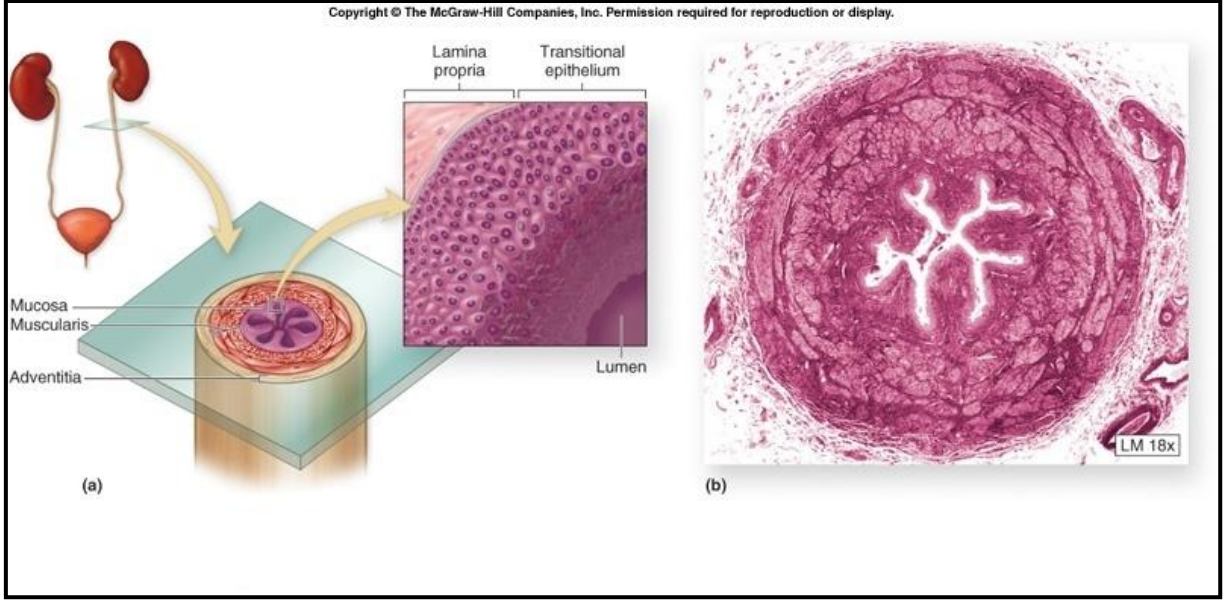 Copyright © The McGraw-Hill Companies, Inc. Permission required for reproduction or display.
Lamina
propria
Transitional
epithelium
Mucosa
Muscularis
Adventitia
Lumen
(a)
LM 18x
(b)